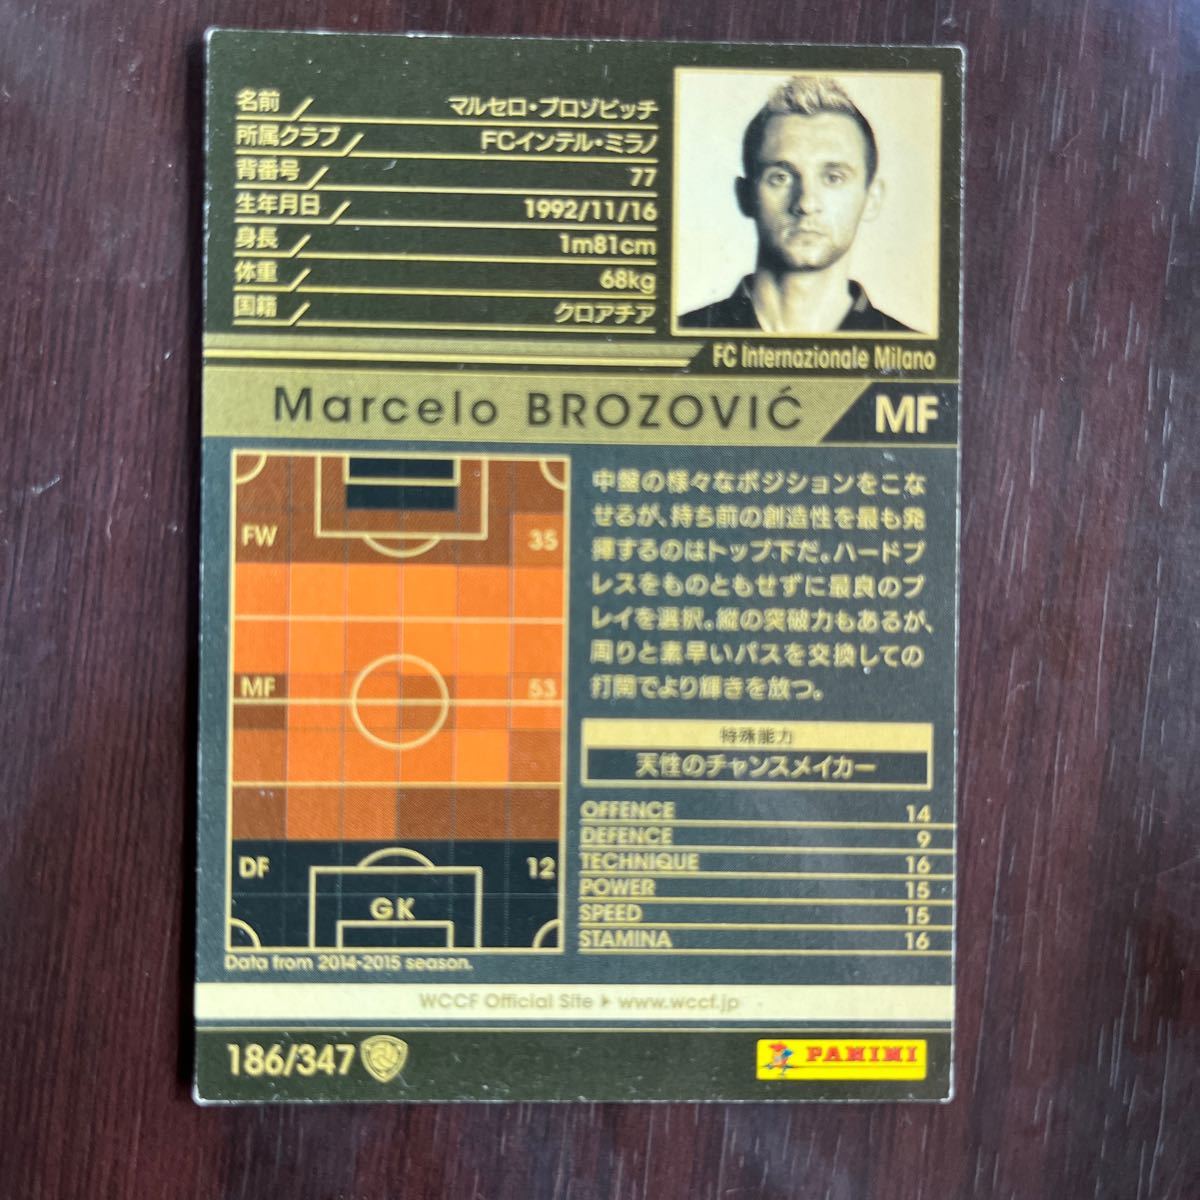 名前 マルセロ・ブロゾビッチ
所属クラブ FCインテル・ミラノ
背番号 77
生年月日 1992/11/16
身長 1m81cm
体重 68kg
国籍 クロアチア
FC Internazionale Milano
Marcelo BROZOVIĆ MF
FW 35
MF 53
DF 12
GK
Data from 2014-2015 season.
中盤の様々なポジションをこな
せるが、持ち前の創造性を最も発
揮するのはトップ下だ。ハードプ
レスをものともせずに最良のプ
レイを選択。縦の突破力もあるが、
周りと素早いパスを交換しての
打開でより輝きを放つ。
特殊能力
天性のチャンスメイカー
OFFENCE 14
DEFENCE 9
TECHNIQUE 16
POWER 15
SPEED 15
STAMINA 16
WCCF Official Site ▶ www.wccf.jp
186/347
PANINI